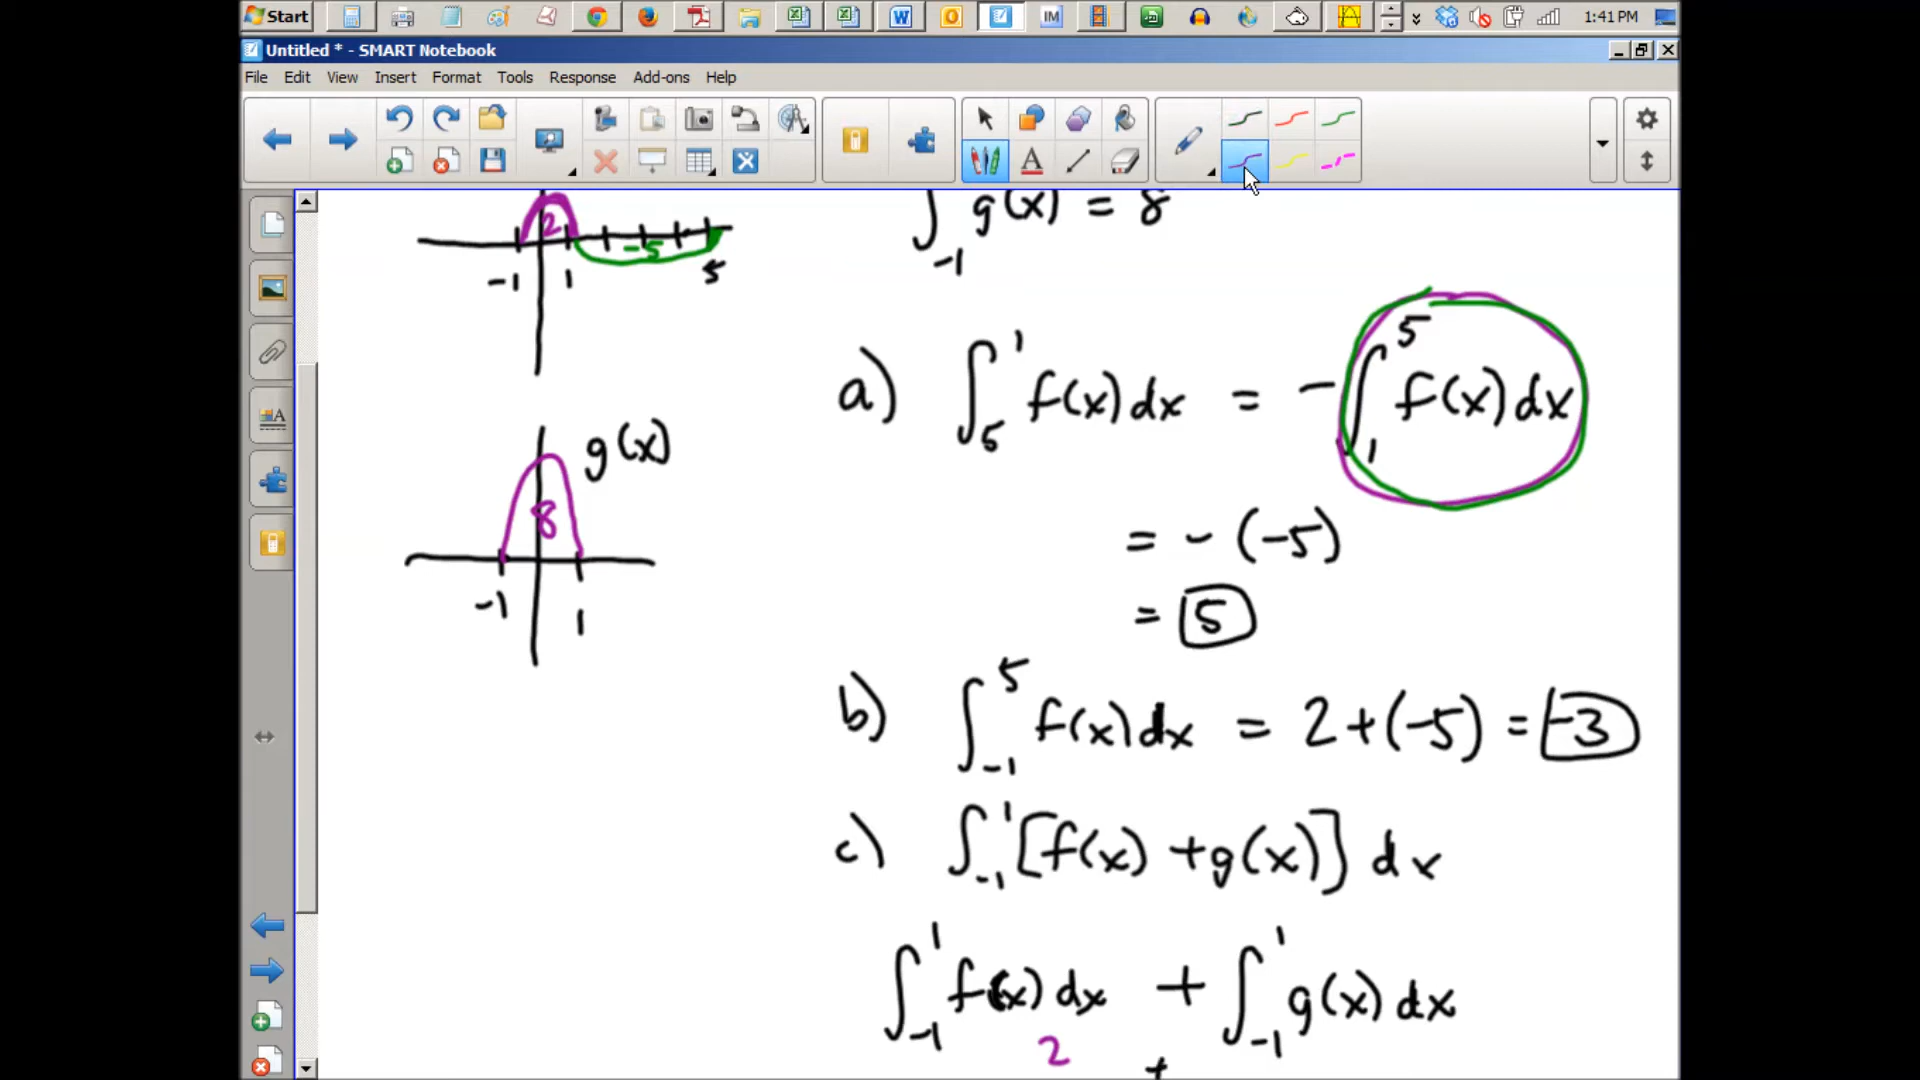 Start
IM
1:41 PM
Untitled * - SMART Notebook
File Edit View Insert Format Tools Response Add-ons Help
∫₋₁ g(x) = 8
2
-5
-1 1 5
a) ∫₅¹ f(x)dx = -∫₁⁵ f(x)dx
g(x)
8
-1 1
= - (-5)
= 5
b) ∫₋₁⁵ f(x)dx = 2+(-5) = -3
c) ∫₋₁¹ [f(x) +g(x)] dx
∫₋₁¹ f(x) dx + ∫₋₁¹ g(x) dx
2 +